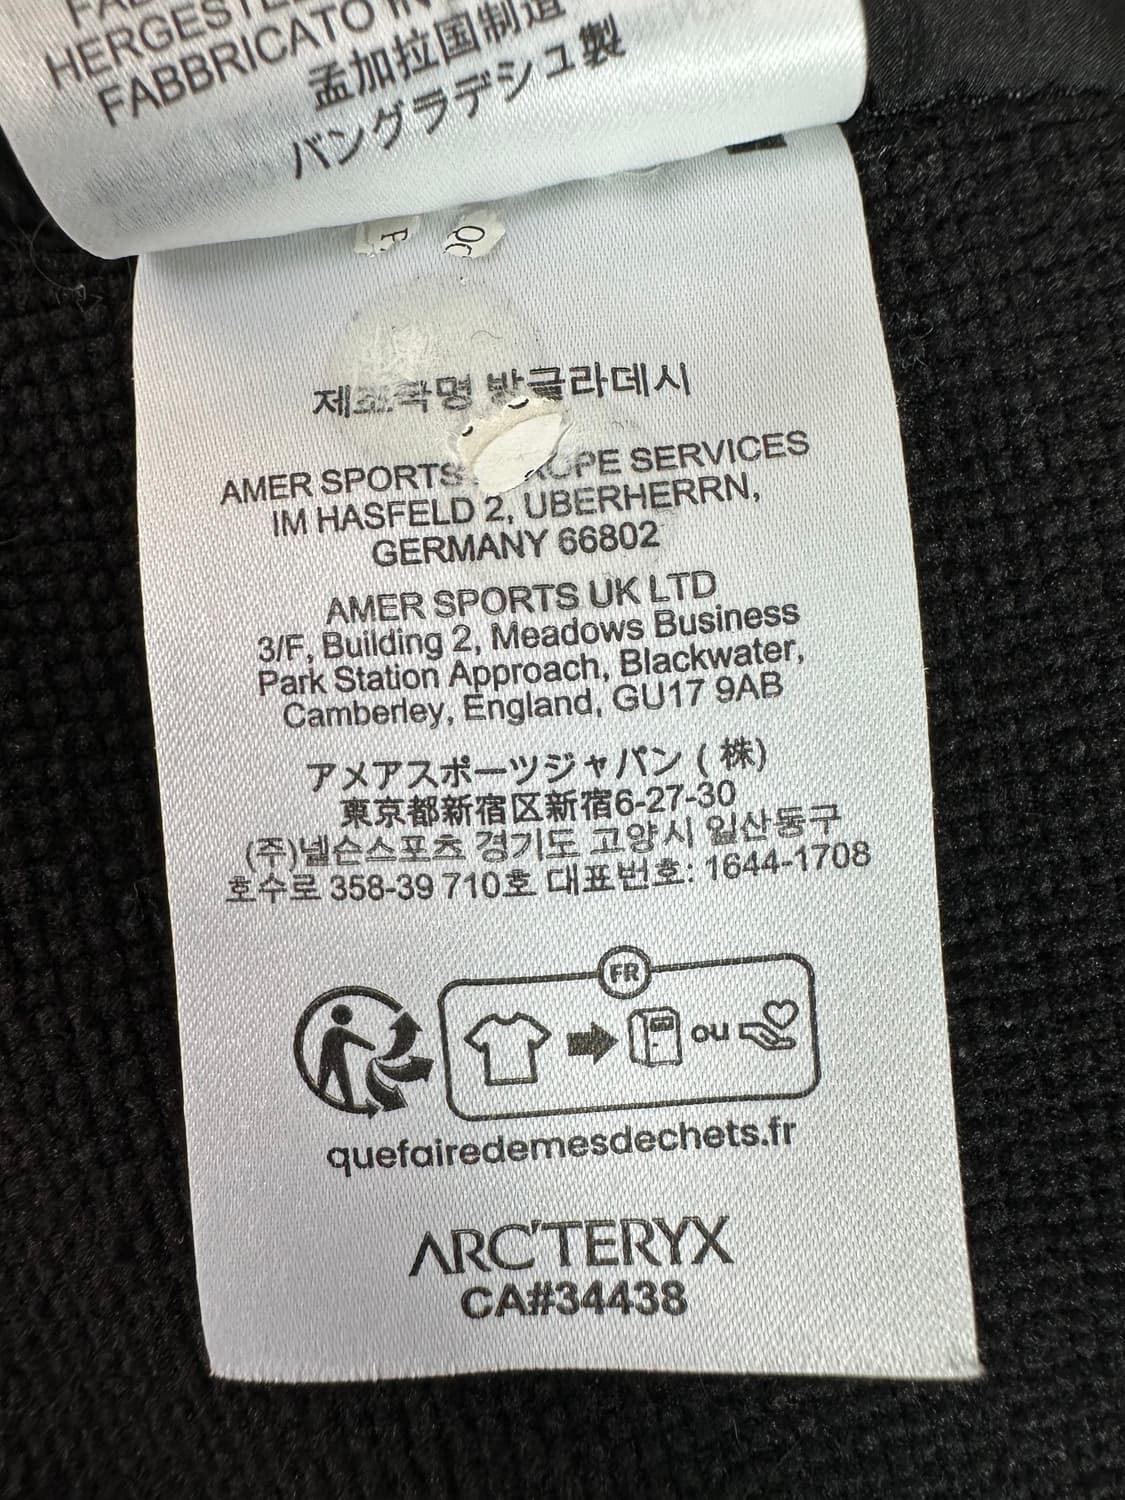 HERGESTEL
FABBRICATO IN
孟加拉国制造
バングラデシュ製
F
QC
제조국명 방글라데시
AMER SPORTS SERVICES
IM HASFELD 2, UBERHERRN,
GERMANY 66802
AMER SPORTS UK LTD
3/F, Building 2, Meadows Business
Park Station Approach, Blackwater,
Camberley, England, GU17 9AB
アメアスポーツジャパン ( 株)
東京都新宿区新宿6-27-30
(주)넬슨스포츠 경기도 고양시 일산동구
호수로 358-39 710호 대표번호: 1644-1708
FR
ou
quefairedemesdechets.fr
ARC'TERYX
CA#34438